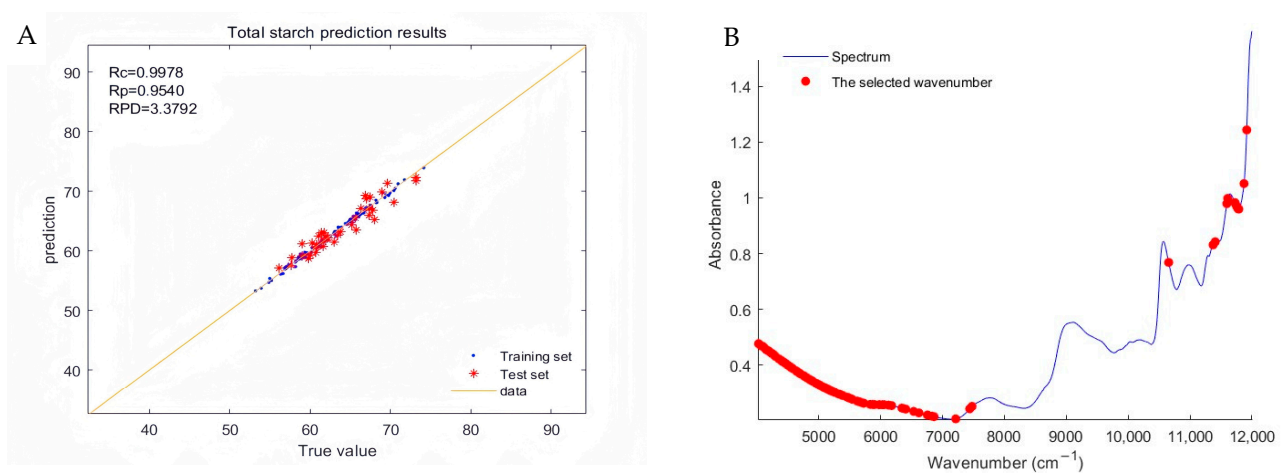 A
Total starch prediction results
Rc=0.9978
Rp=0.9540
RPD=3.3792
90
80
70
60
50
40
prediction
Training set
Test set
data
40 50 60 70 80 90
True value
B
Spectrum
The selected wavenumber
1.4
1.2
1
0.8
0.6
0.4
Absorbance
5000 6000 7000 8000 9000 10,000 11,000 12,000
Wavenumber (cm⁻¹)